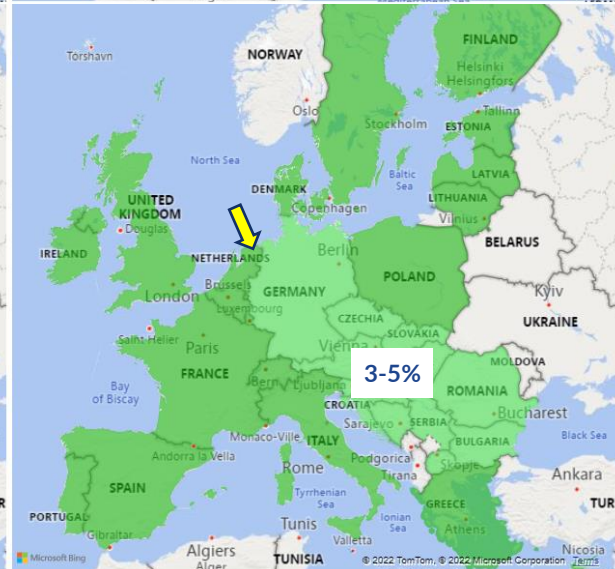 Tórshavn
NORWAY
FINLAND
Helsinki
Helsingfors
Oslo
Stockholm
Tallinn
ESTONIA
North Sea
LATVIA
DENMARK
Baltic
Sea
Copenhagen
LITHUANIA
Vilnius
UNITED
KINGDOM
Douglas
IRELAND
NETHERLANDS
Berlin
BELARUS
London
Brussels
GERMANY
POLAND
Luxembourg
Kyiv
CZECHIA
UKRAINE
SLOVAKIA
Saint Helier
Paris
Vienna
MOLDOVA
FRANCE
Bern
Ljubljana
3-5%
ROMANIA
Bay
of Biscay
CROATIA
Bucharest
Sarajevo
SERBIA
Monaco-Ville
ITALY
BULGARIA
Black Sea
Andorra la Vella
Podgorica
Skopje
Rome
Tirana
Ankara
SPAIN
Tyrrhenian
Sea
GREECE
TUR
PORTUGAL
Ionian
Sea
Athens
Gibraltar
Tunis
Valletta
Algiers
Alger
TUNISIA
Nicosia
Microsoft Bing
© 2022 TomTom, © 2022 Microsoft Corporation Terms